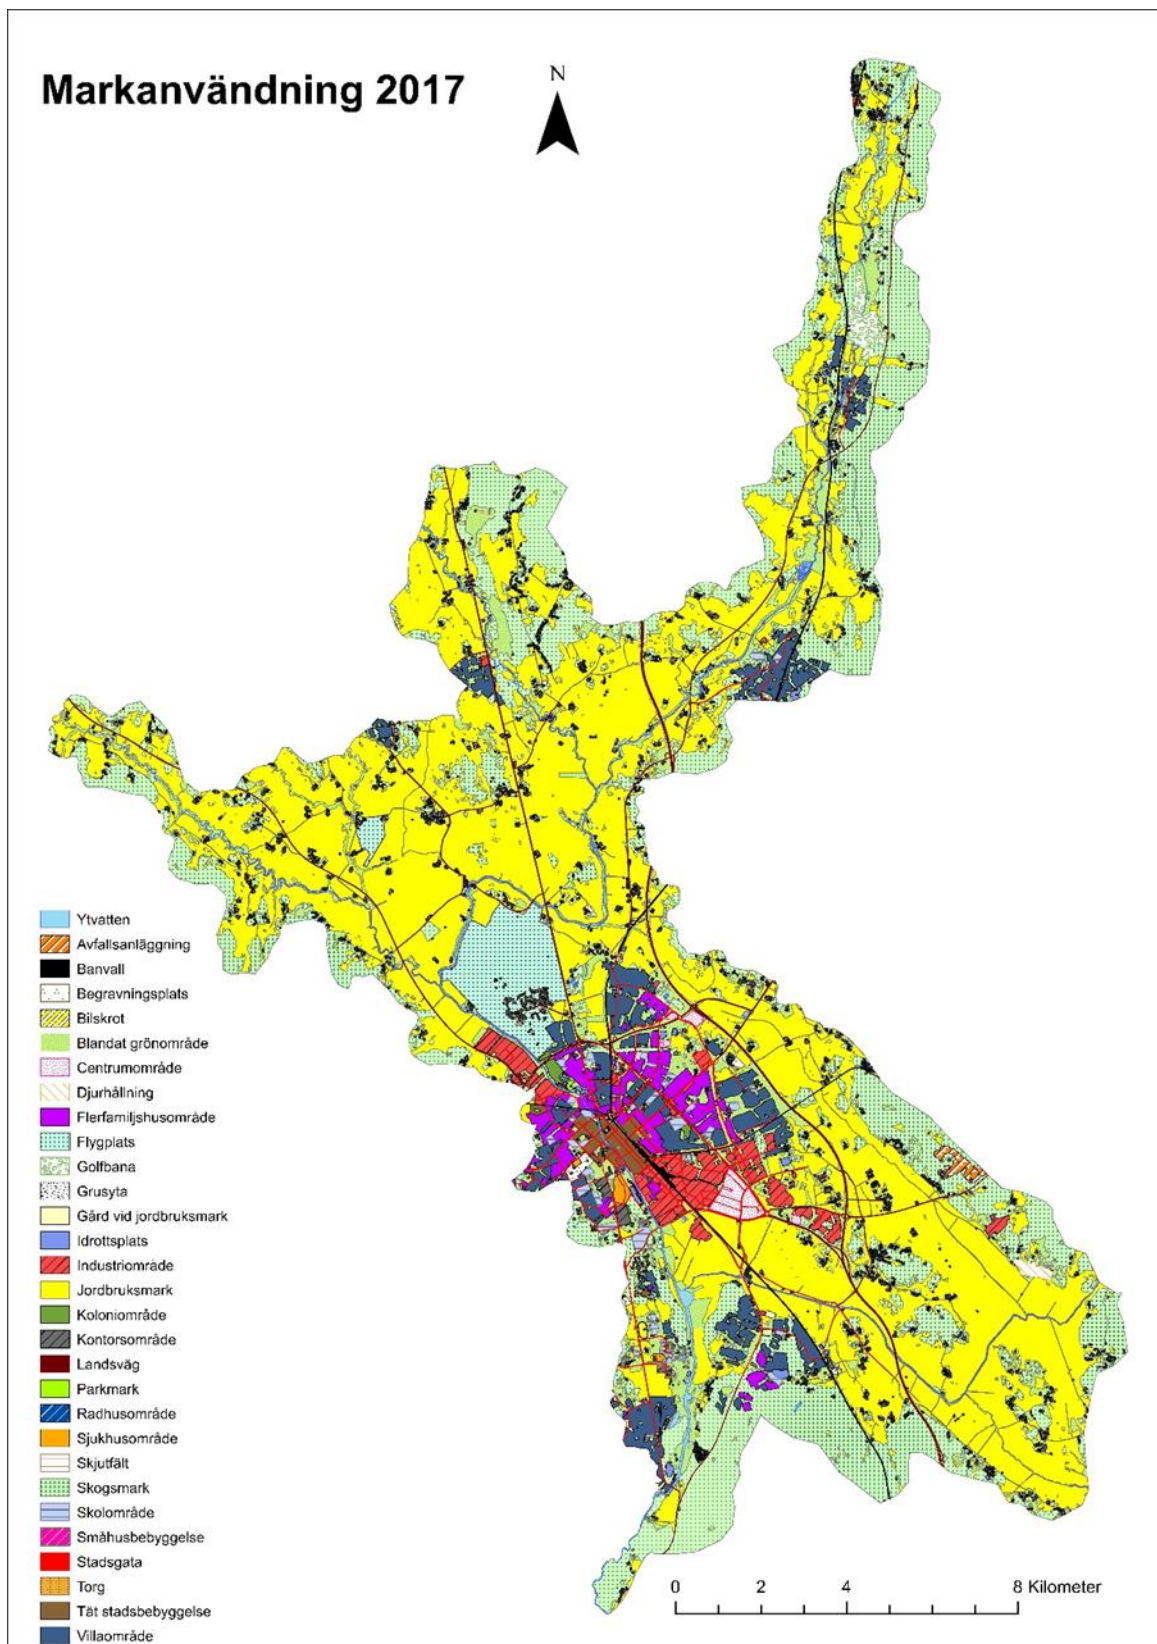 Markanvändning 2017
N
Ytvatten
Avfallsanläggning
Banvall
Begravningsplats
Bilskrot
Blandat grönområde
Centrumområde
Djurhållning
Flerfamiljshusområde
Flygplats
Golfbana
Grusyta
Gård vid jordbruksmark
Idrottsplats
Industriområde
Jordbruksmark
Koloniområde
Kontorsområde
Landsväg
Parkmark
Radhusområde
Sjukhusområde
Skjutfält
Skogsmark
Skolområde
Småhusbebyggelse
Stadsgata
Torg
Tät stadsbebyggelse
Villaområde
0 2 4 8 Kilometer